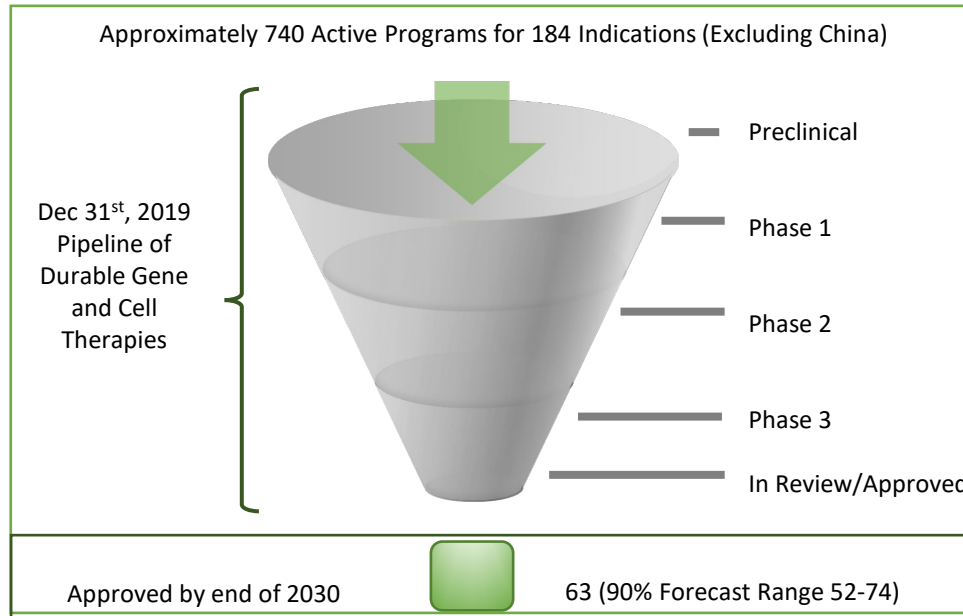 Approximately 740 Active Programs for 184 Indications (Excluding China)
Preclinical
Dec 31st, 2019
Pipeline of
Durable Gene
and Cell
Therapies
Phase 1
Phase 2
Phase 3
In Review/Approved
Approved by end of 2030
63 (90% Forecast Range 52-74)